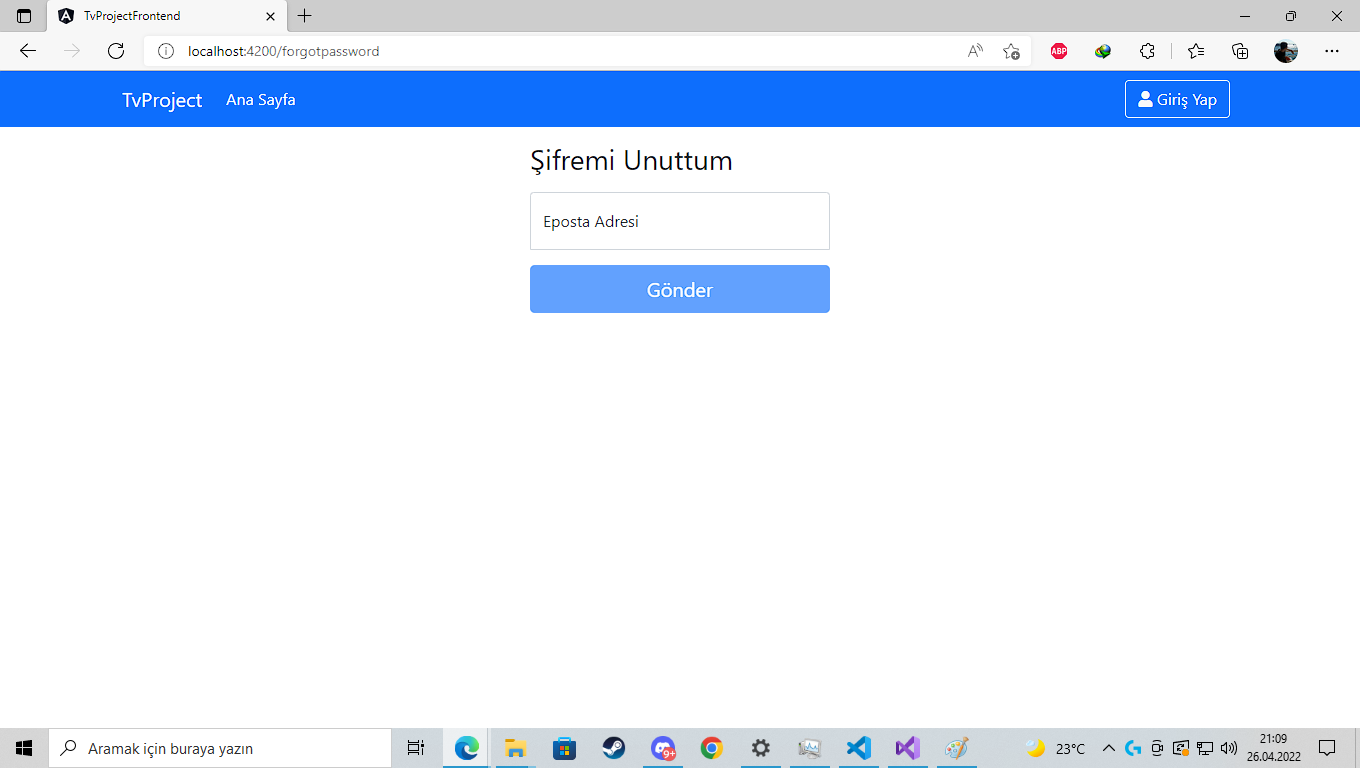 TvProjectFrontend
localhost:4200/forgotpassword
ABP
TvProject Ana Sayfa Giriş Yap
Şifremi Unuttum
Eposta Adresi
Gönder
Aramak için buraya yazın
9+
23°C
21:09
26.04.2022